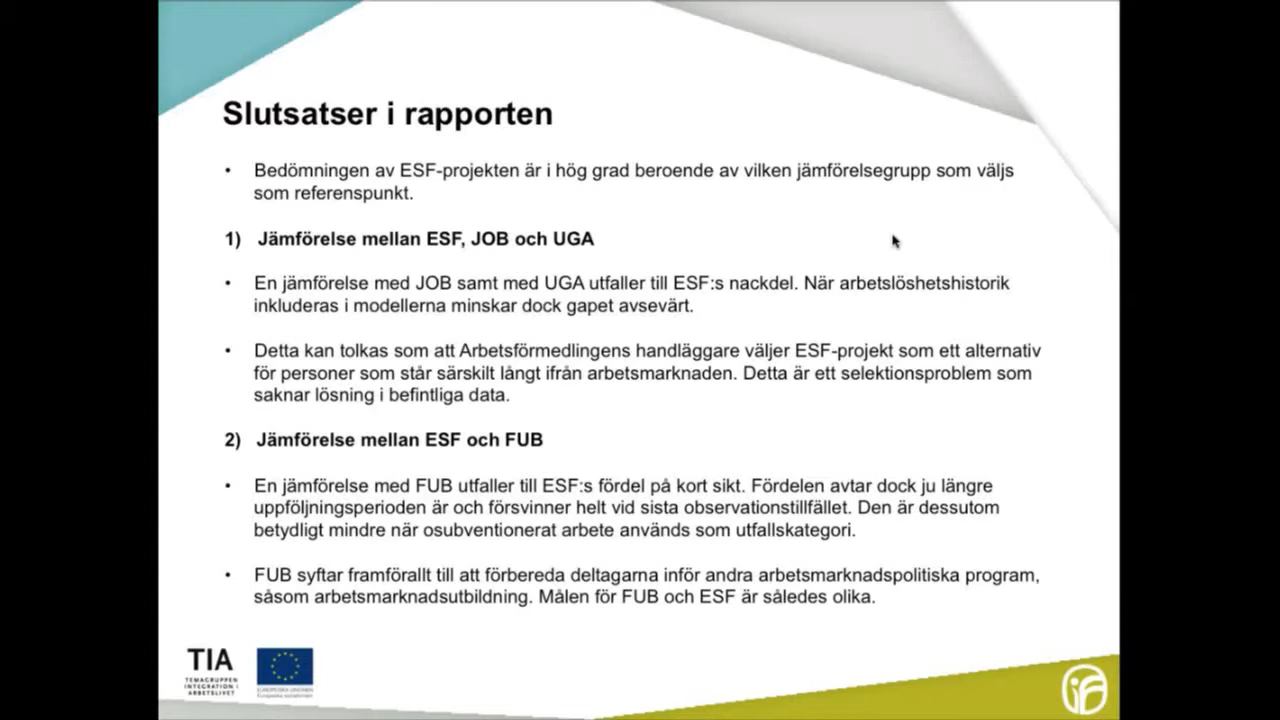 Slutsatser i rapporten
• Bedömningen av ESF-projekten är i hög grad beroende av vilken jämförelsegrupp som väljs
som referenspunkt.
1) Jämförelse mellan ESF, JOB och UGA
• En jämförelse med JOB samt med UGA utfaller till ESF:s nackdel. När arbetslöshetshistorik
inkluderas i modellerna minskar dock gapet avsevärt.
• Detta kan tolkas som att Arbetsförmedlingens handläggare väljer ESF-projekt som ett alternativ
för personer som står särskilt långt ifrån arbetsmarknaden. Detta är ett selektionsproblem som
saknar lösning i befintliga data.
2) Jämförelse mellan ESF och FUB
• En jämförelse med FUB utfaller till ESF:s fördel på kort sikt. Fördelen avtar dock ju längre
uppföljningsperioden är och försvinner helt vid sista observationstillfället. Den är dessutom
betydligt mindre när osubventionerat arbete används som utfallskategori.
• FUB syftar framförallt till att förbereda deltagarna inför andra arbetsmarknadspolitiska program,
såsom arbetsmarknadsutbildning. Målen för FUB och ESF är således olika.
TIA
TEMAGRUPPEN
INTEGRATION I
ARBETSLIVET
EUROPEISKA UNIONEN
Europeiska socialfonden